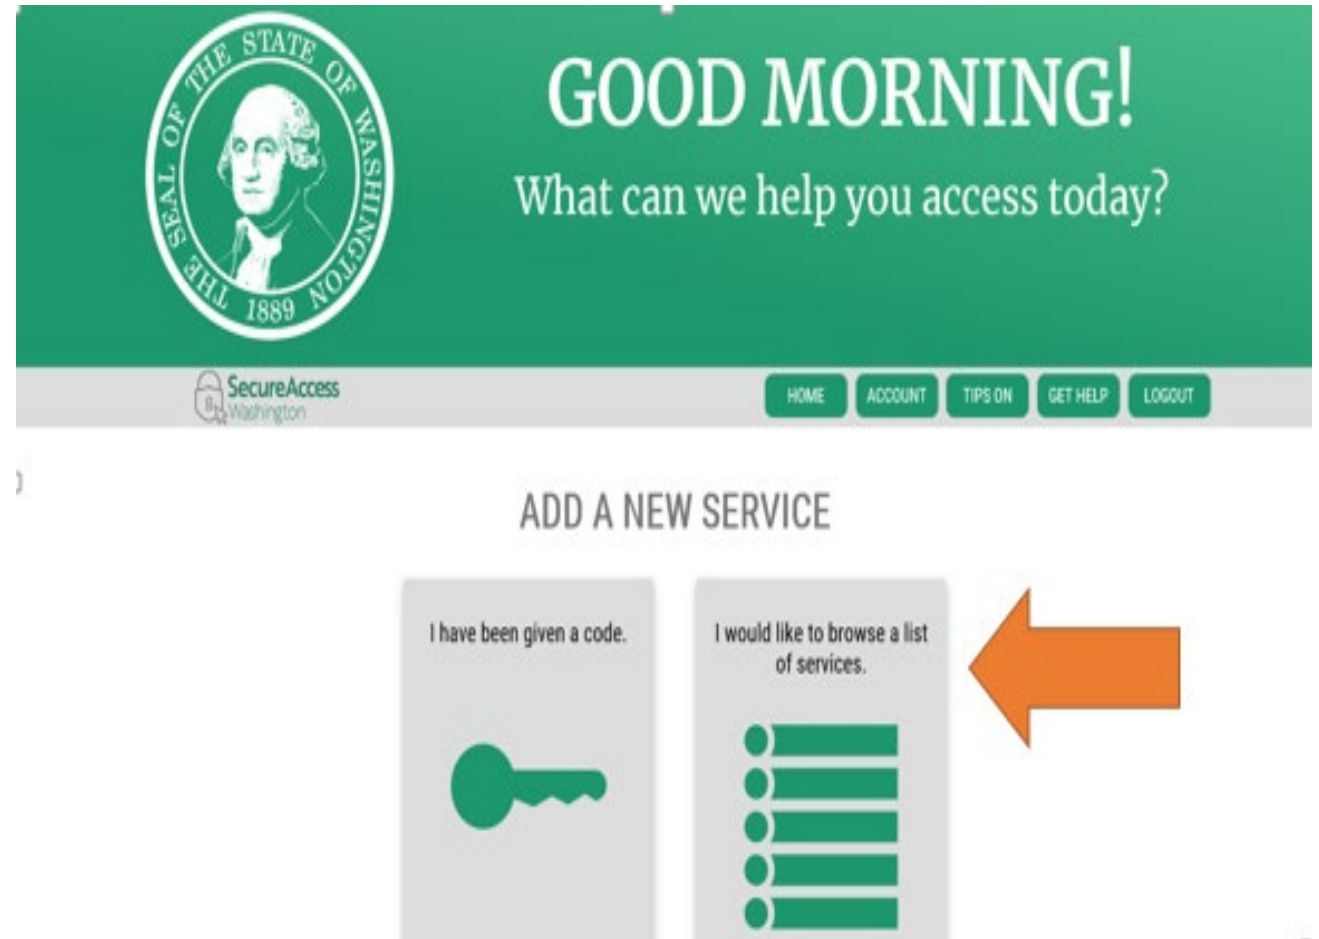 THE SEAL OF THE STATE OF WASHINGTON
1889
GOOD MORNING!
What can we help you access today?
SecureAccess
Washington
HOME
ACCOUNT
TIPS ON
GET HELP
LOGOUT
ADD A NEW SERVICE
I have been given a code.
I would like to browse a list
of services.